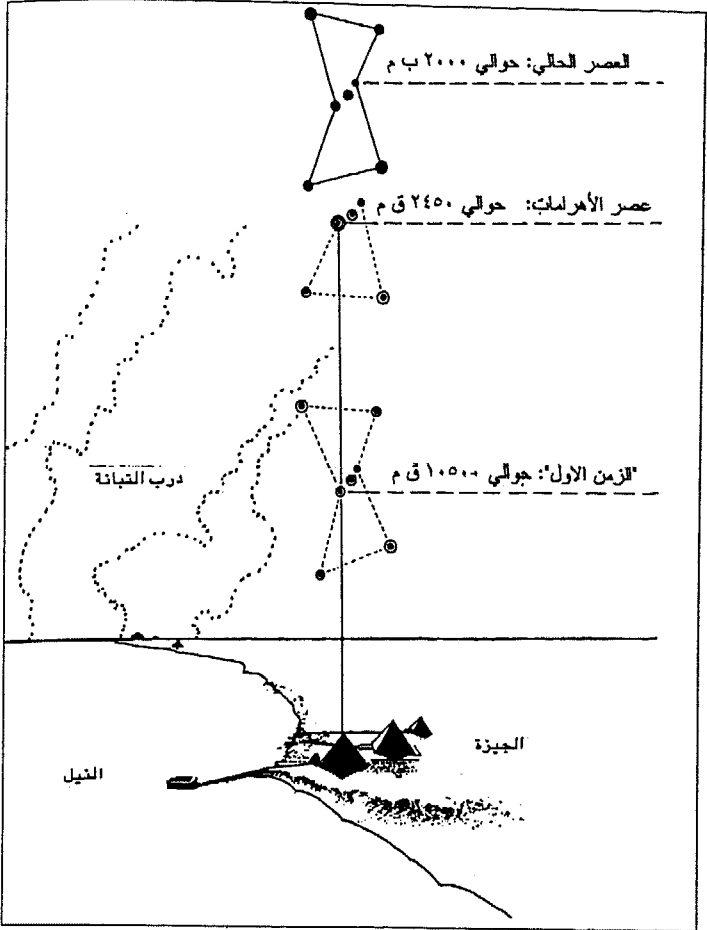 العصر الحالي: حوالي ٢٠٠٠ ب م
عصر الأهرامات: حوالي ٢٤٥٠ ق م
"الزمن الاول": حوالي ١٠٥٠٠ ق م
درب التبانة
الجيزة
النيل